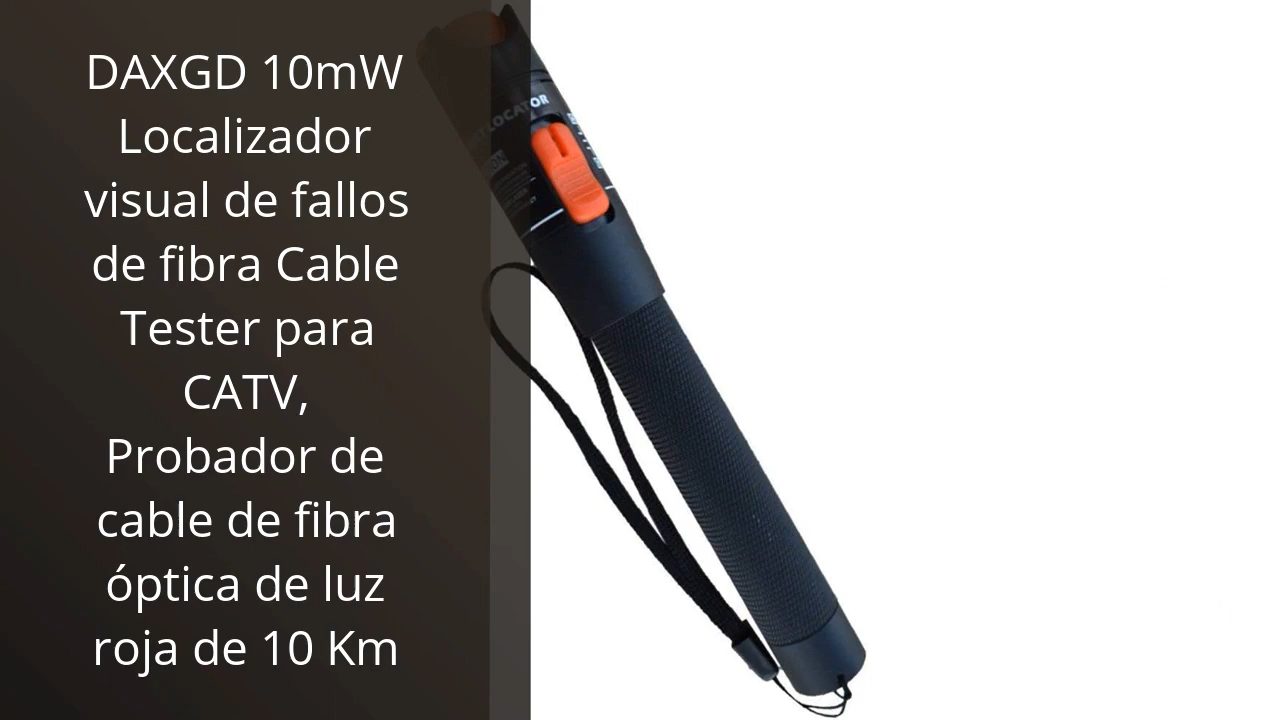 DAXGD 10mW
Localizador
visual de fallos
de fibra Cable
Tester para
CATV,
Probador de
cable de fibra
óptica de luz
roja de 10 Km
LOCATOR